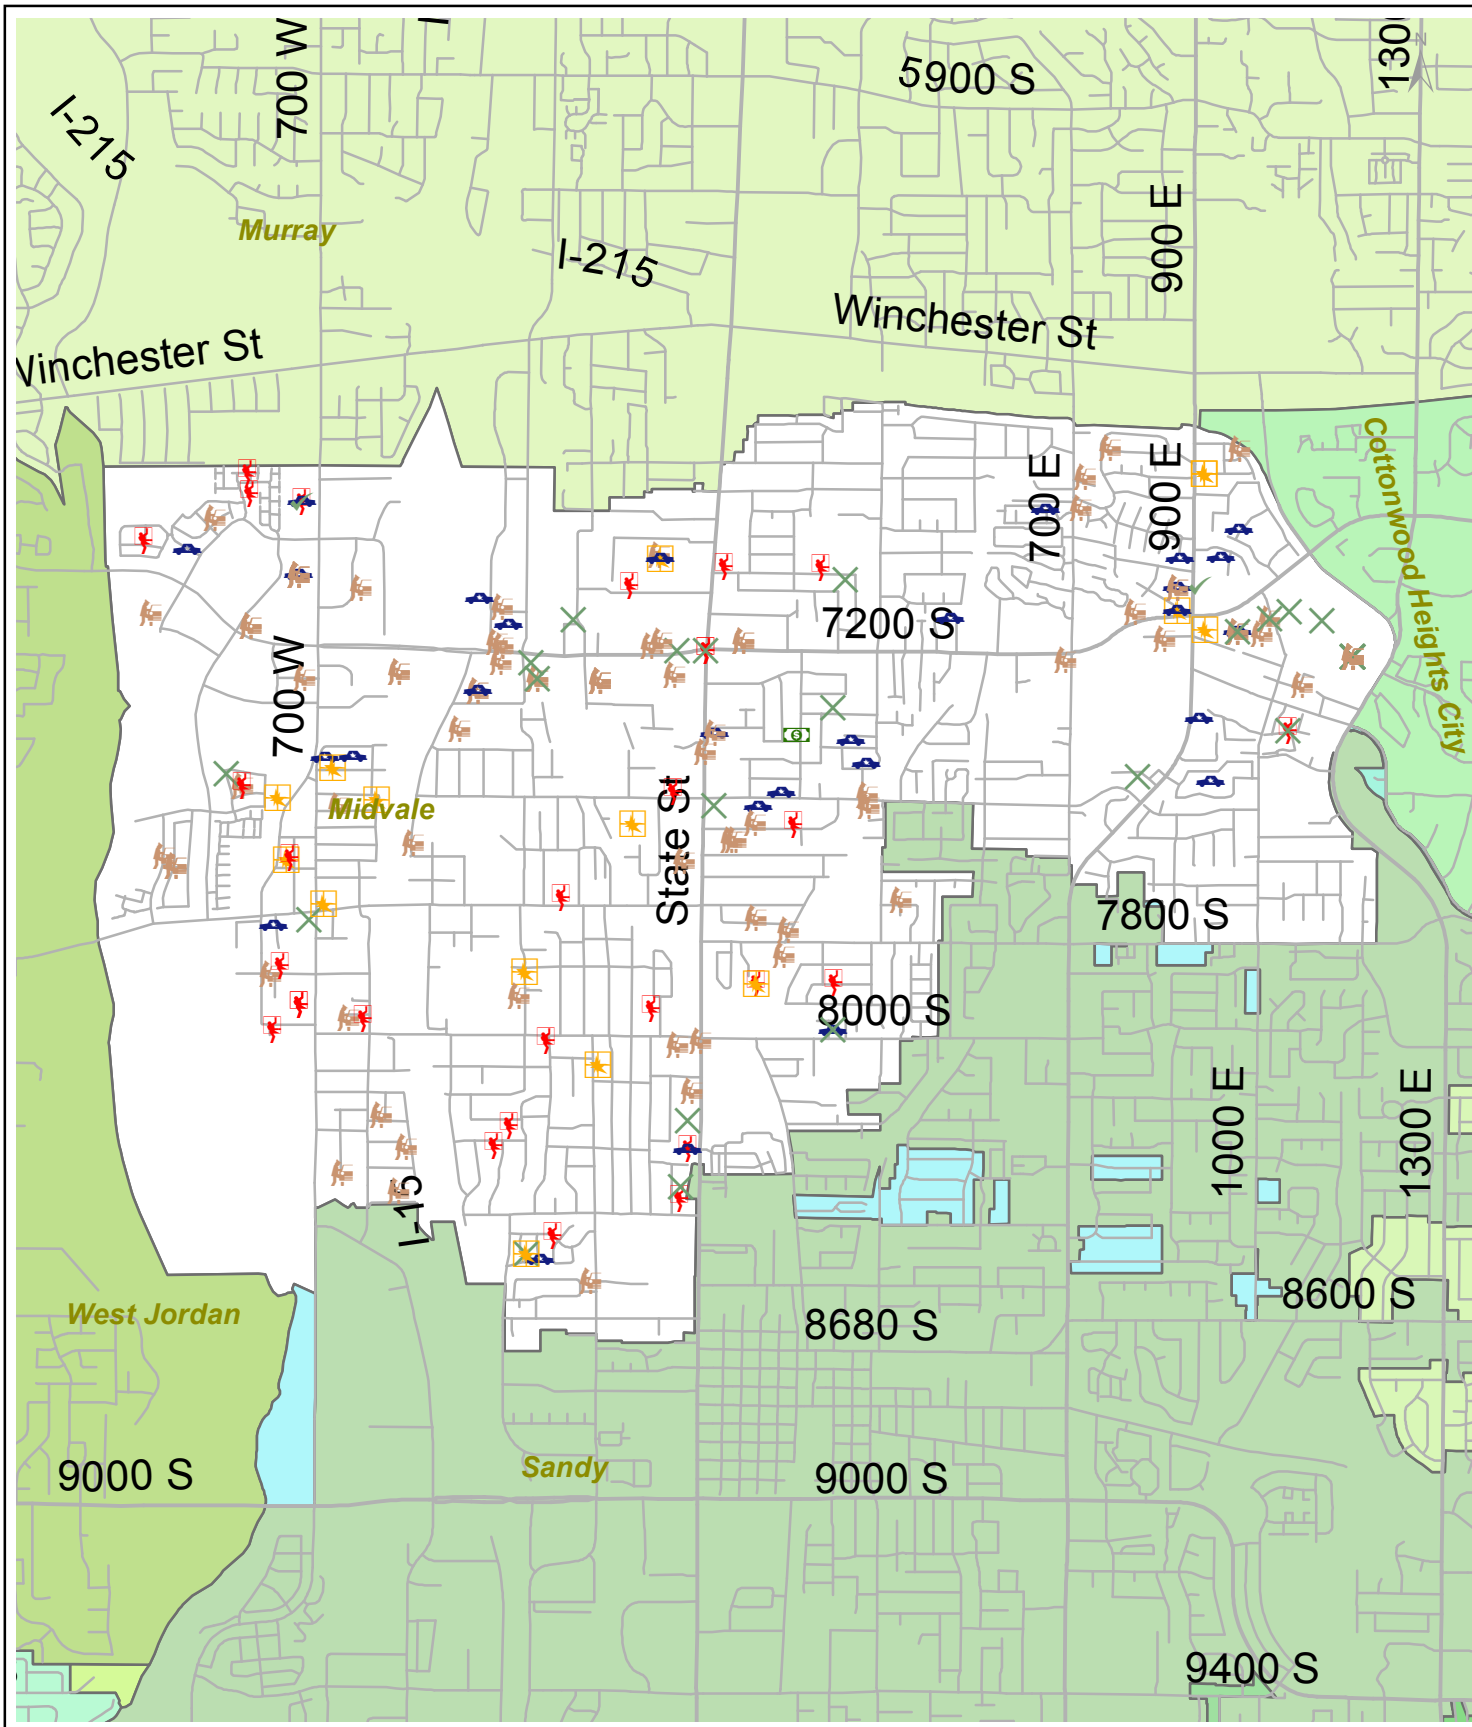 700 W
5900 S
1300
N
I-215
900 E
Murray
I-215
Winchester St
Winchester St
Cottonwood Heights City
700 E
900 E
7200 S
700 W
State St
Midvale
7800 S
8000 S
1000 E
1300 E
I-15
8600 S
West Jordan
8680 S
Sandy
9000 S
9000 S
9400 S